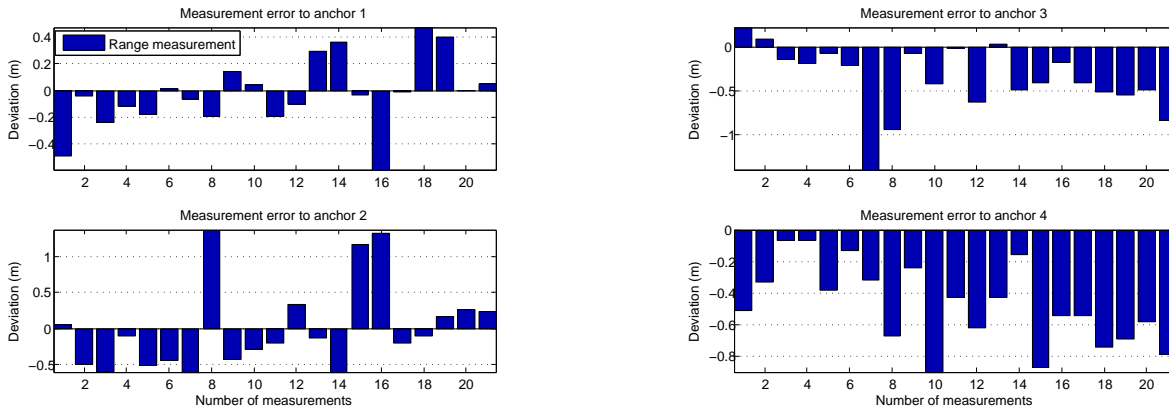 Measurement error to anchor 1
Range measurement
Deviation (m)
0.4
0.2
0
−0.2
−0.4
2 4 6 8 10 12 14 16 18 20
Measurement error to anchor 2
Deviation (m)
1
0.5
0
−0.5
2 4 6 8 10 12 14 16 18 20
Number of measurements
Measurement error to anchor 3
Deviation (m)
0
−0.5
−1
2 4 6 8 10 12 14 16 18 20
Measurement error to anchor 4
Deviation (m)
0
−0.2
−0.4
−0.6
−0.8
2 4 6 8 10 12 14 16 18 20
Number of measurements